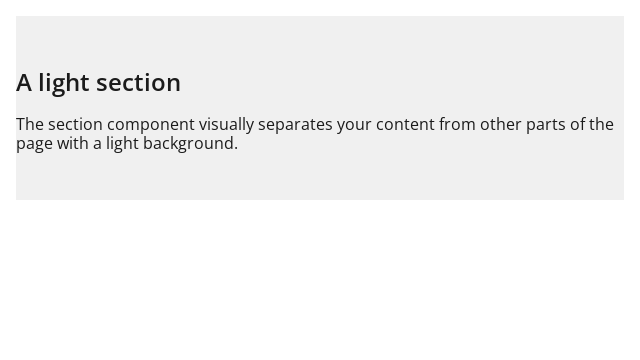 A light section
The section component visually separates your content from other parts of the
page with a light background.